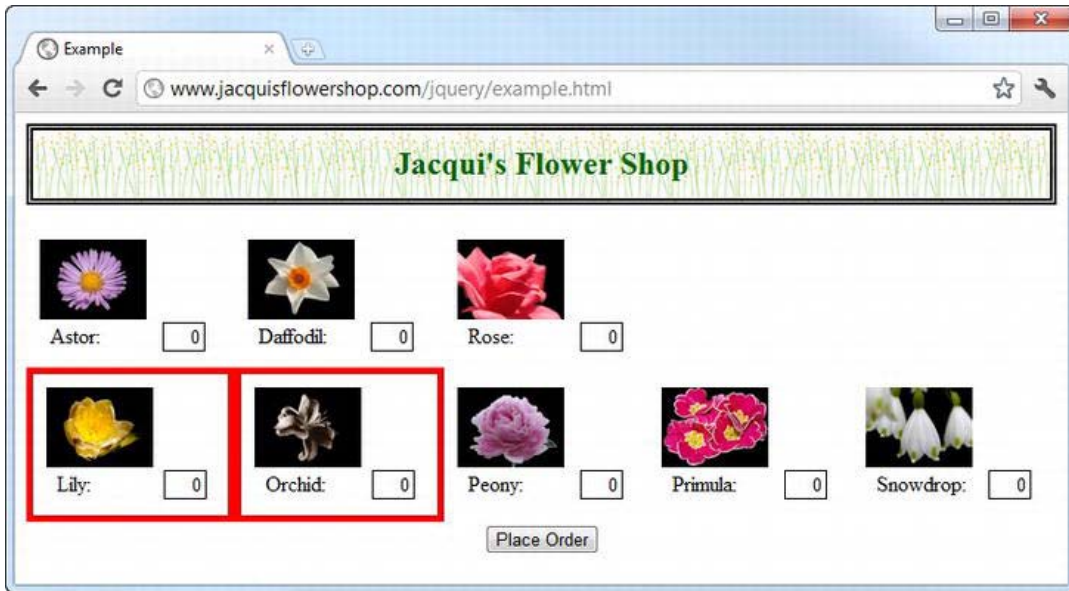 Example
www.jacquisflowershop.com/jquery/example.html
Jacqui's Flower Shop
Astor: 0 Daffodil: 0 Rose: 0
Lily: 0 Orchid: 0 Peony: 0 Primula: 0 Snowdrop: 0
Place Order